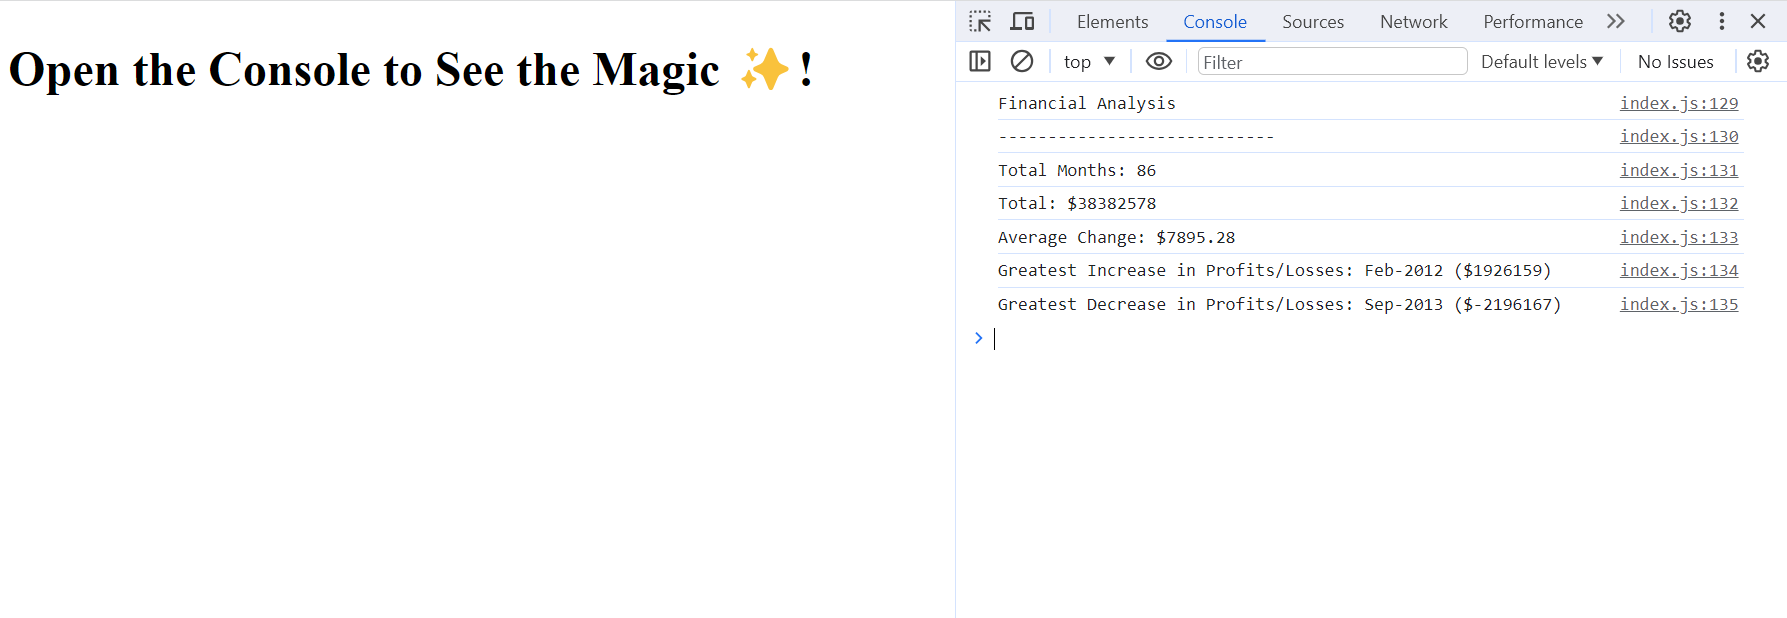 Open the Console to See the Magic ✨!
Elements Console Sources Network Performance
top Filter Default levels No Issues
Financial Analysis index.js:129
---------------------------- index.js:130
Total Months: 86 index.js:131
Total: $38382578 index.js:132
Average Change: $7895.28 index.js:133
Greatest Increase in Profits/Losses: Feb-2012 ($1926159) index.js:134
Greatest Decrease in Profits/Losses: Sep-2013 ($-2196167) index.js:135